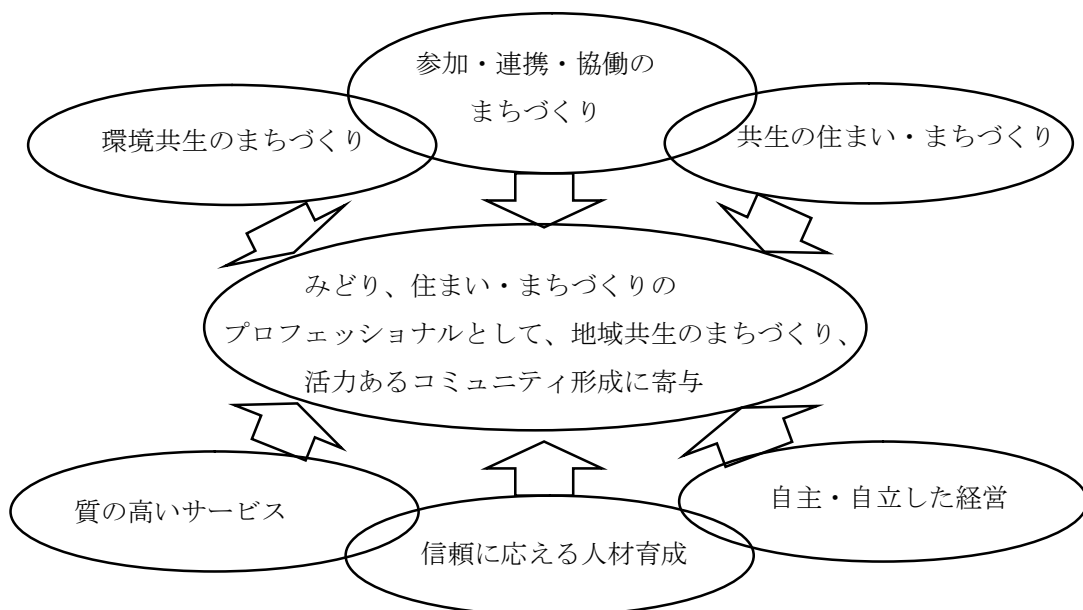 参加・連携・協働の
まちづくり
環境共生のまちづくり
共生の住まい・まちづくり
みどり、住まい・まちづくりの
プロフェッショナルとして、地域共生のまちづくり、
活力あるコミュニティ形成に寄与
質の高いサービス
自主・自立した経営
信頼に応える人材育成